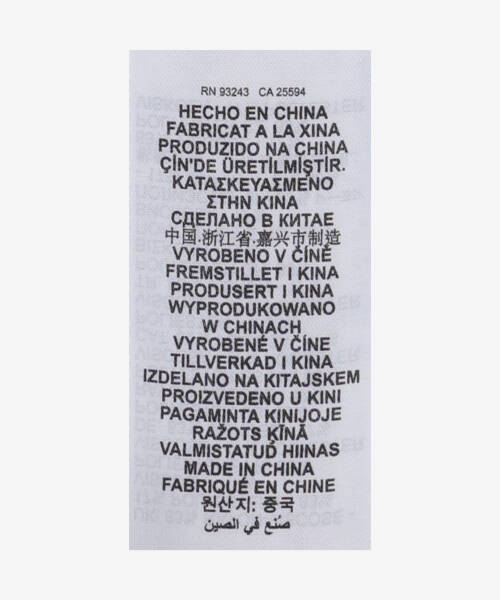 RN 93243 CA 25594
HECHO EN CHINA
FABRICAT A LA XINA
PRODUZIDO NA CHINA
ÇİN'DE ÜRETİLMİŞTİR.
ΚΑΤΑΣΚΕΥΑΣΜΕΝΟ
ΣΤΗΝ ΚΙΝΑ
СДЕЛАНО В КИТАЕ
中国.浙江省.嘉兴市制造
VYROBENO V ČÍNĚ
FREMSTILLET I KINA
PRODUSERT I KINA
WYPRODUKOWANO
W CHINACH
VYROBENÉ V ČÍNE
TILLVERKAD I KINA
IZDELANO NA KITAJSKEM
PROIZVEDENO U KINI
PAGAMINTA KINIJOJE
RAŽOTS ĶĪNĀ
VALMISTATUD HIINAS
MADE IN CHINA
FABRIQUÉ EN CHINE
원산지: 중국
صُنع في الصين